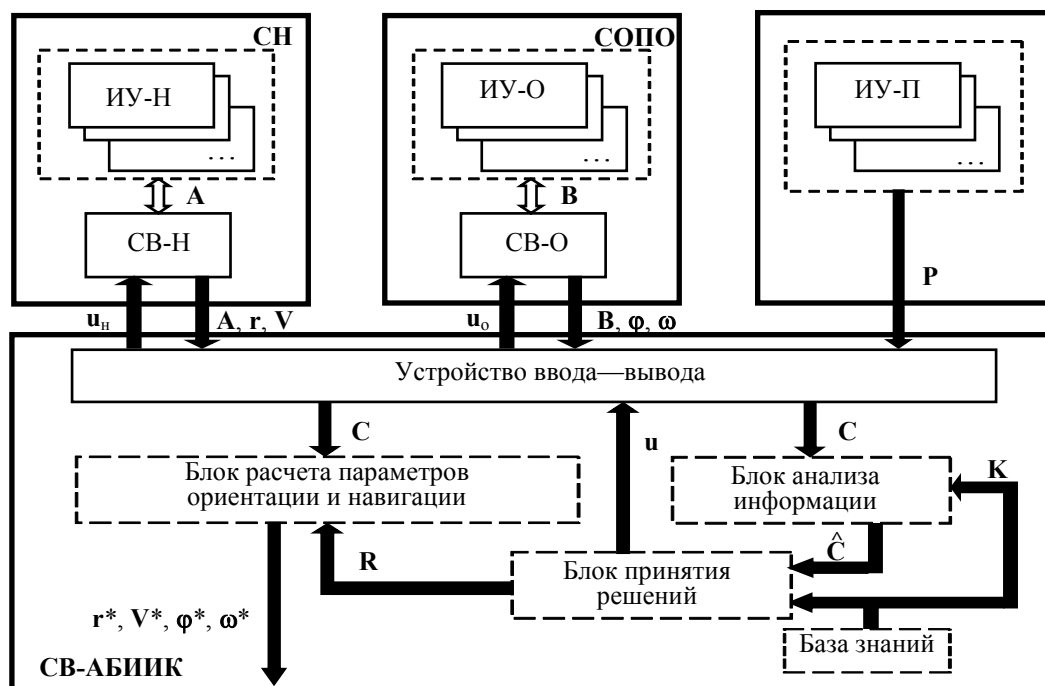 СН
ИУ-Н
. . .
А
СВ-Н
СОПО
ИУ-О
. . .
В
СВ-О
ИУ-П
. . .
Р
uн
А, r, V
uо
В, φ, ω
Устройство ввода—вывода
С
u
С
Блок расчета параметров
ориентации и навигации
Блок анализа
информации
K
R
Ĉ
Блок принятия
решений
r*, V*, φ*, ω*
База знаний
СВ-АБИИК